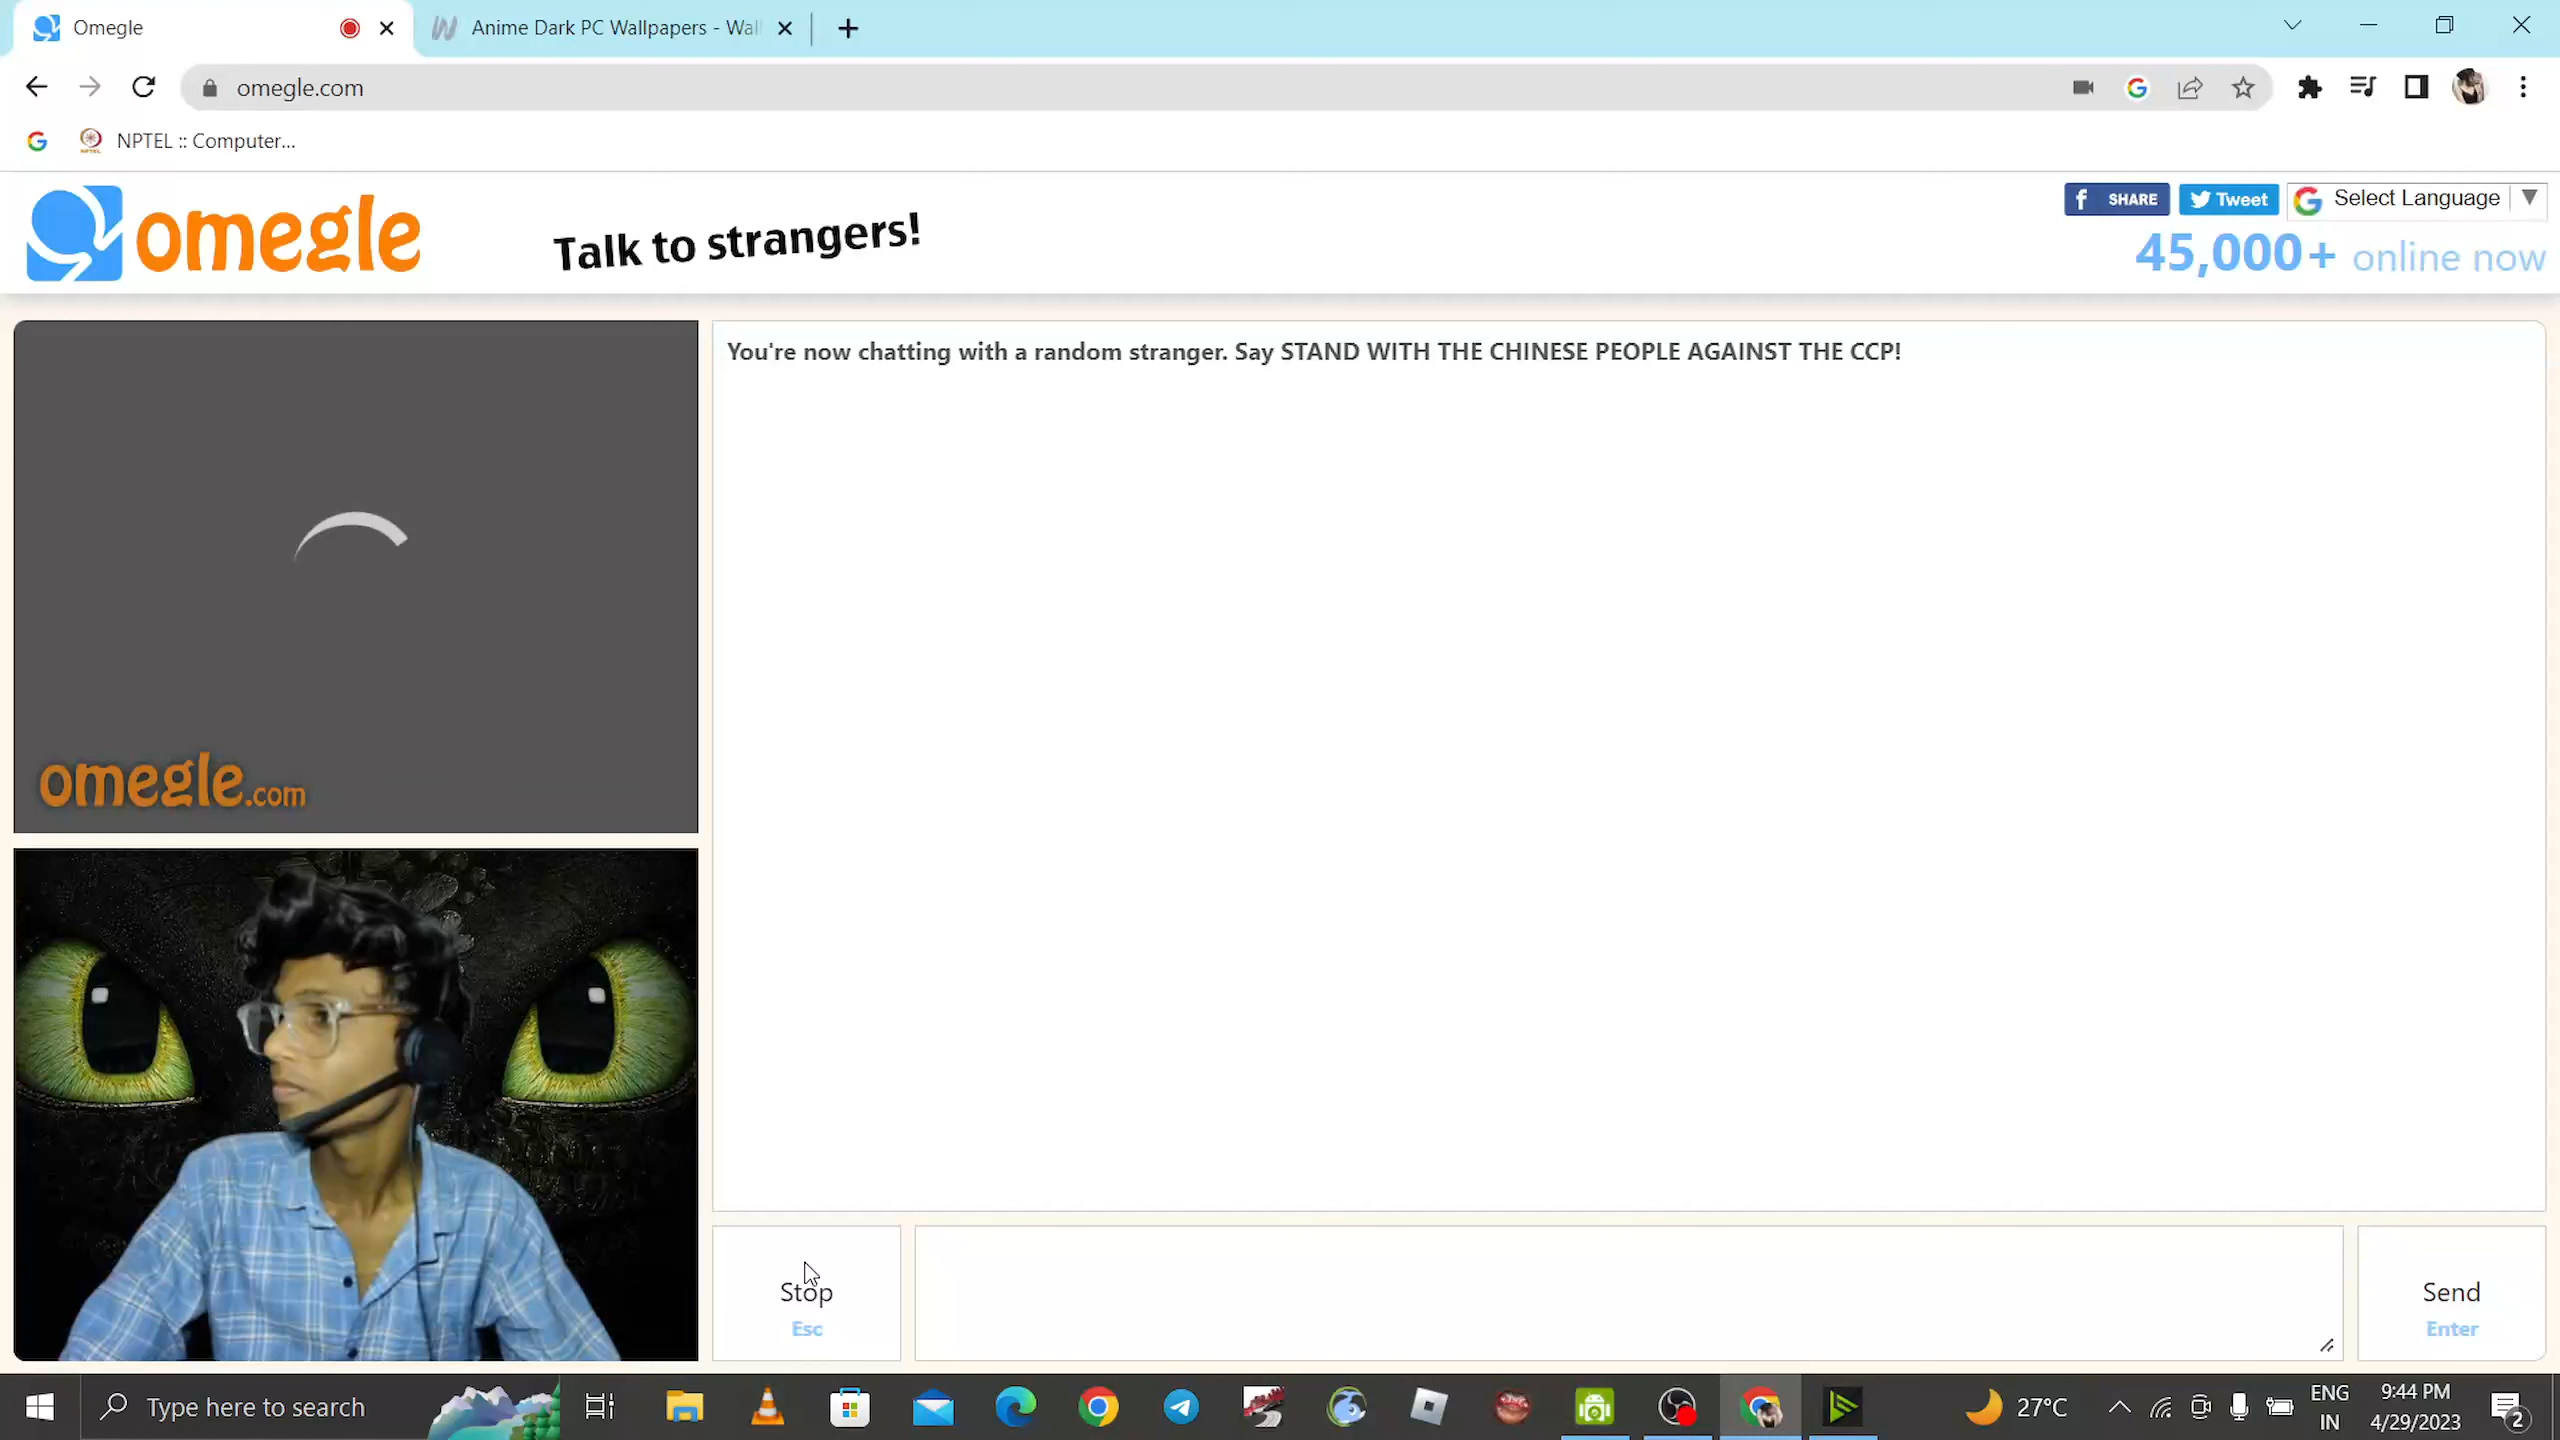 Omegle
Anime Dark PC Wallpapers - Wal
omegle.com
NPTEL :: Computer...
omegle
Talk to strangers!
SHARE
Tweet
Select Language
45,000+ online now
You're now chatting with a random stranger. Say STAND WITH THE CHINESE PEOPLE AGAINST THE CCP!
omegle.com
Stop
Esc
Send
Enter
Type here to search
27°C
ENG
IN
9:44 PM
4/29/2023
2